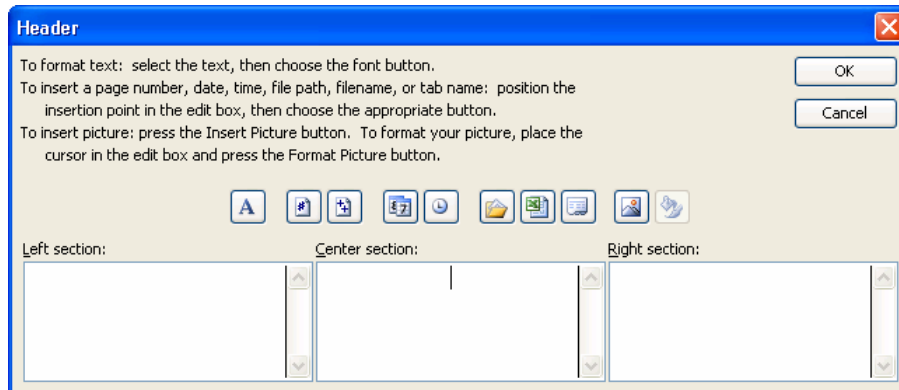 Header
To format text: select the text, then choose the font button.
To insert a page number, date, time, file path, filename, or tab name: position the
insertion point in the edit box, then choose the appropriate button.
To insert picture: press the Insert Picture button. To format your picture, place the
cursor in the edit box and press the Format Picture button.
OK
Cancel
A
Left section:
Center section:
Right section: